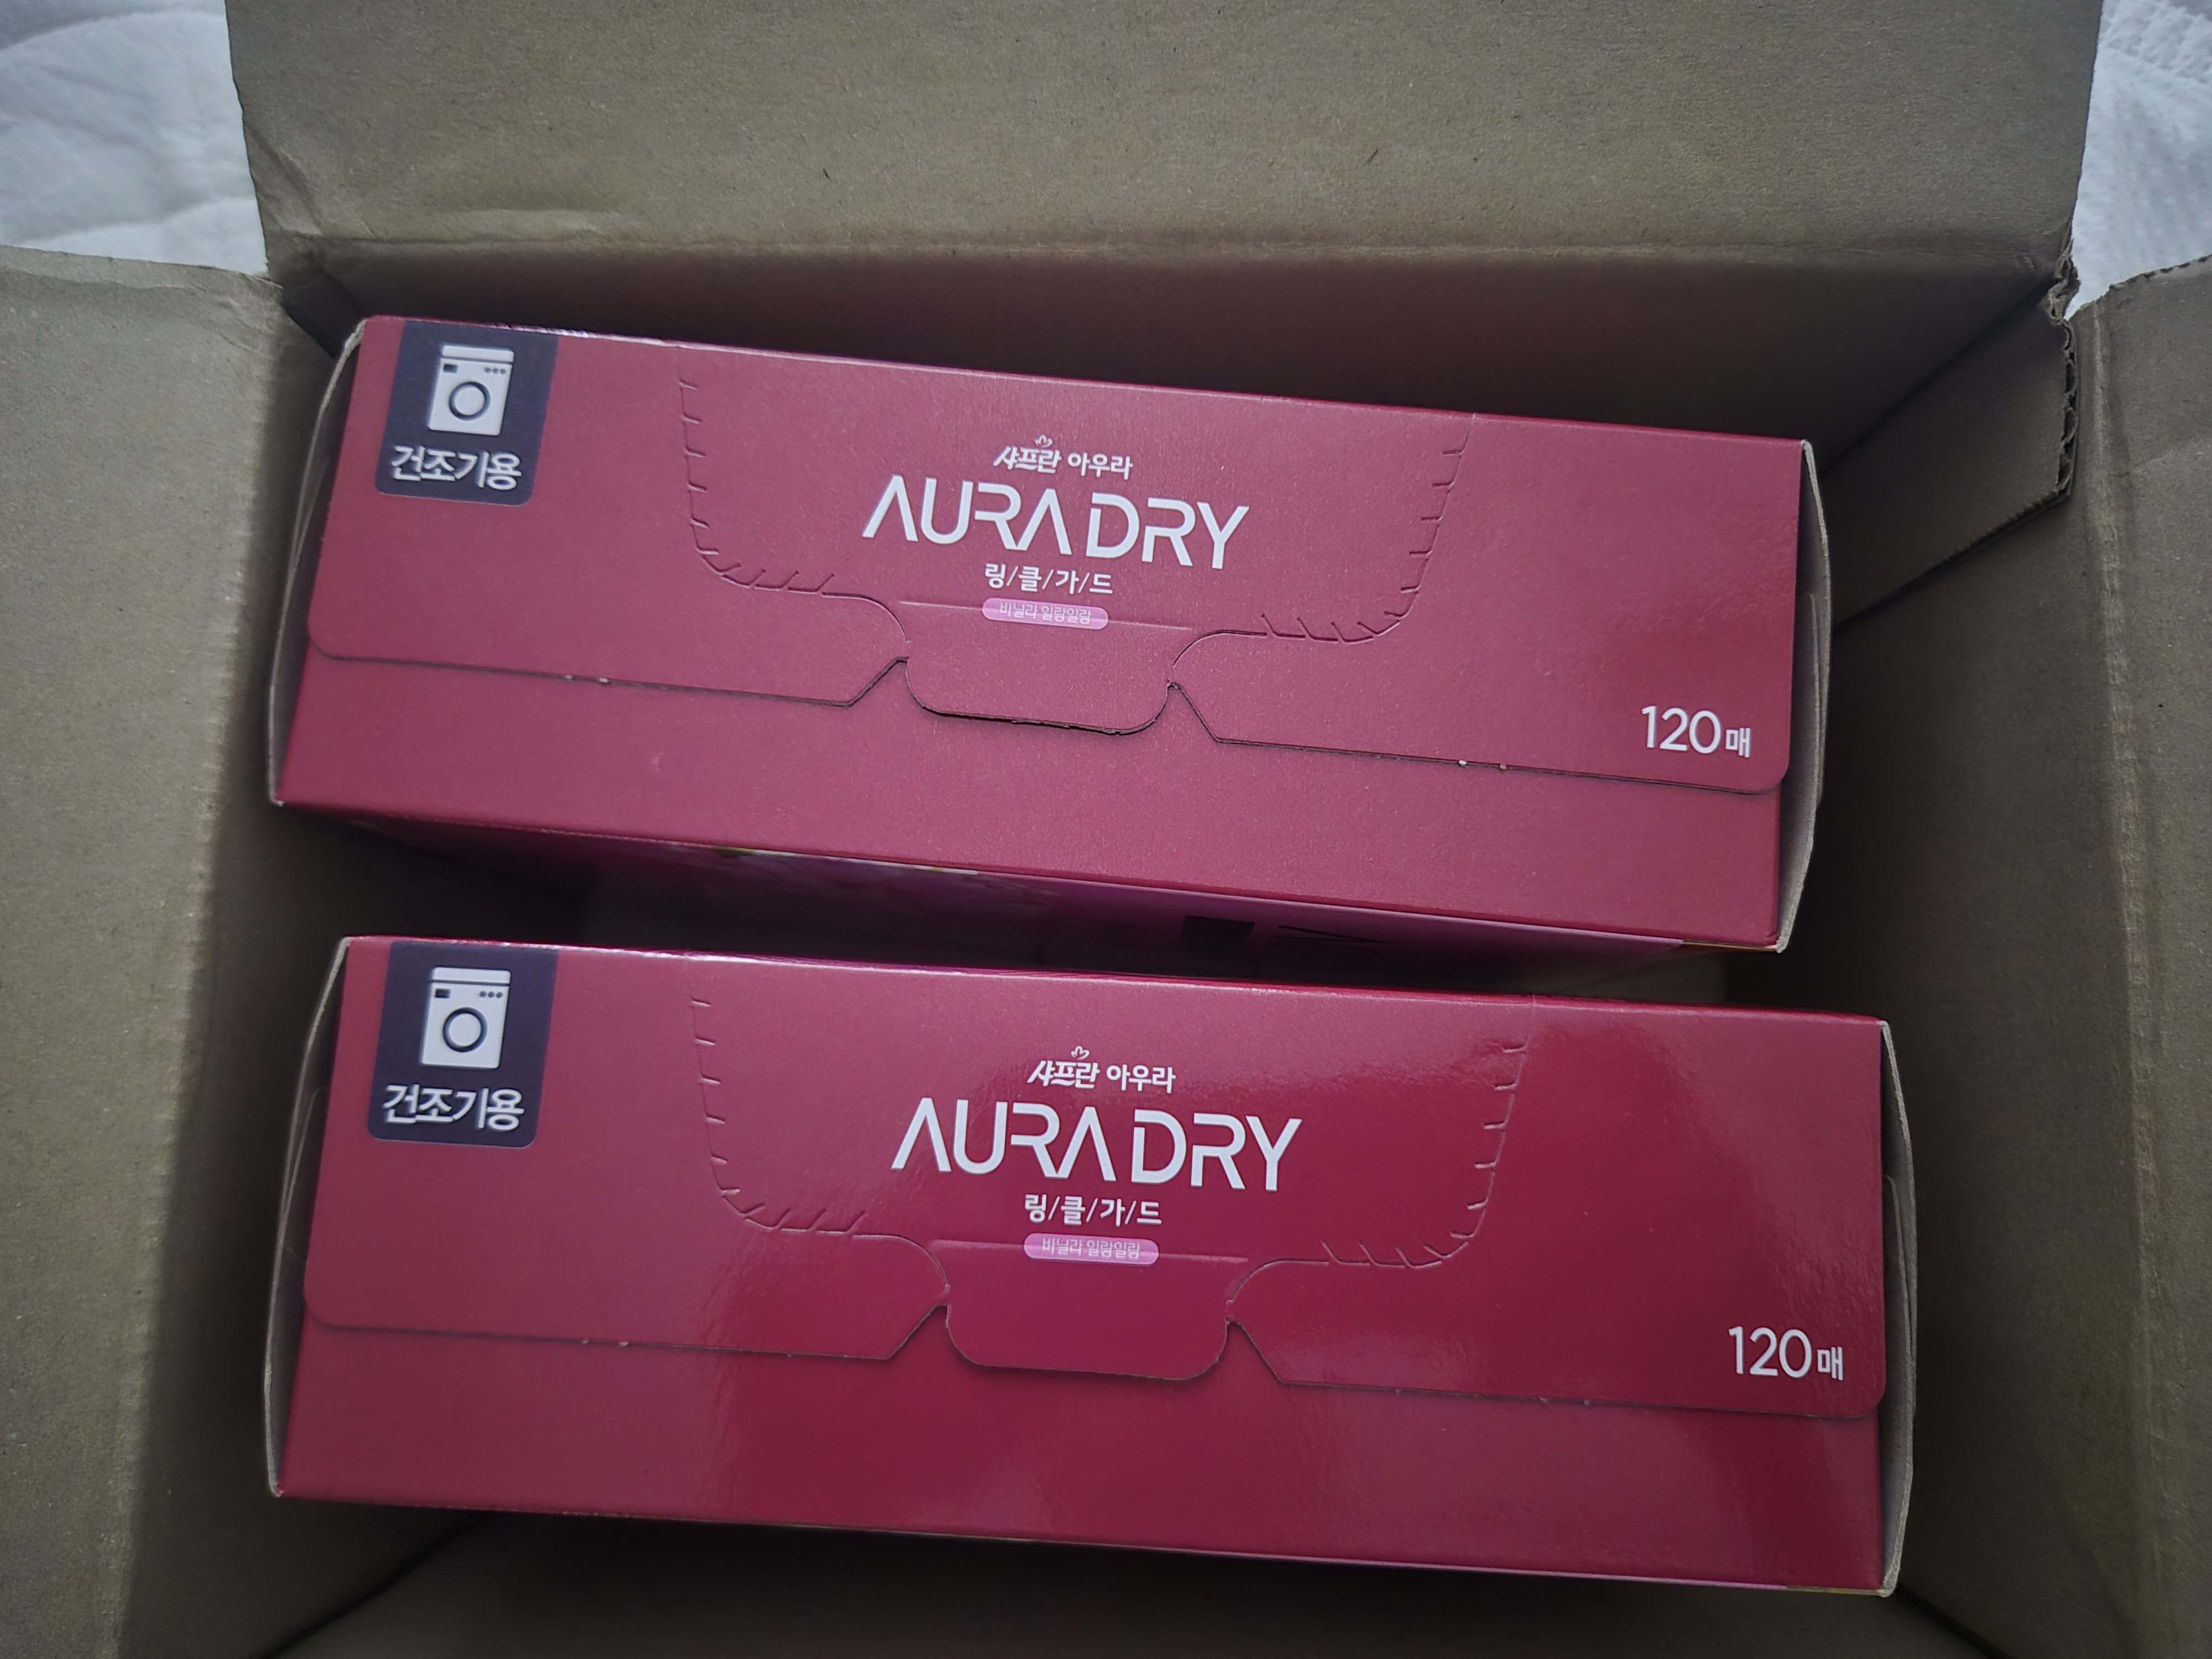 건조기용
샤프란 아우라
AURA DRY
링/클/가/드
바닐라 일랑일랑
120매
건조기용
샤프란 아우라
AURA DRY
링/클/가/드
바닐라 일랑일랑
120매